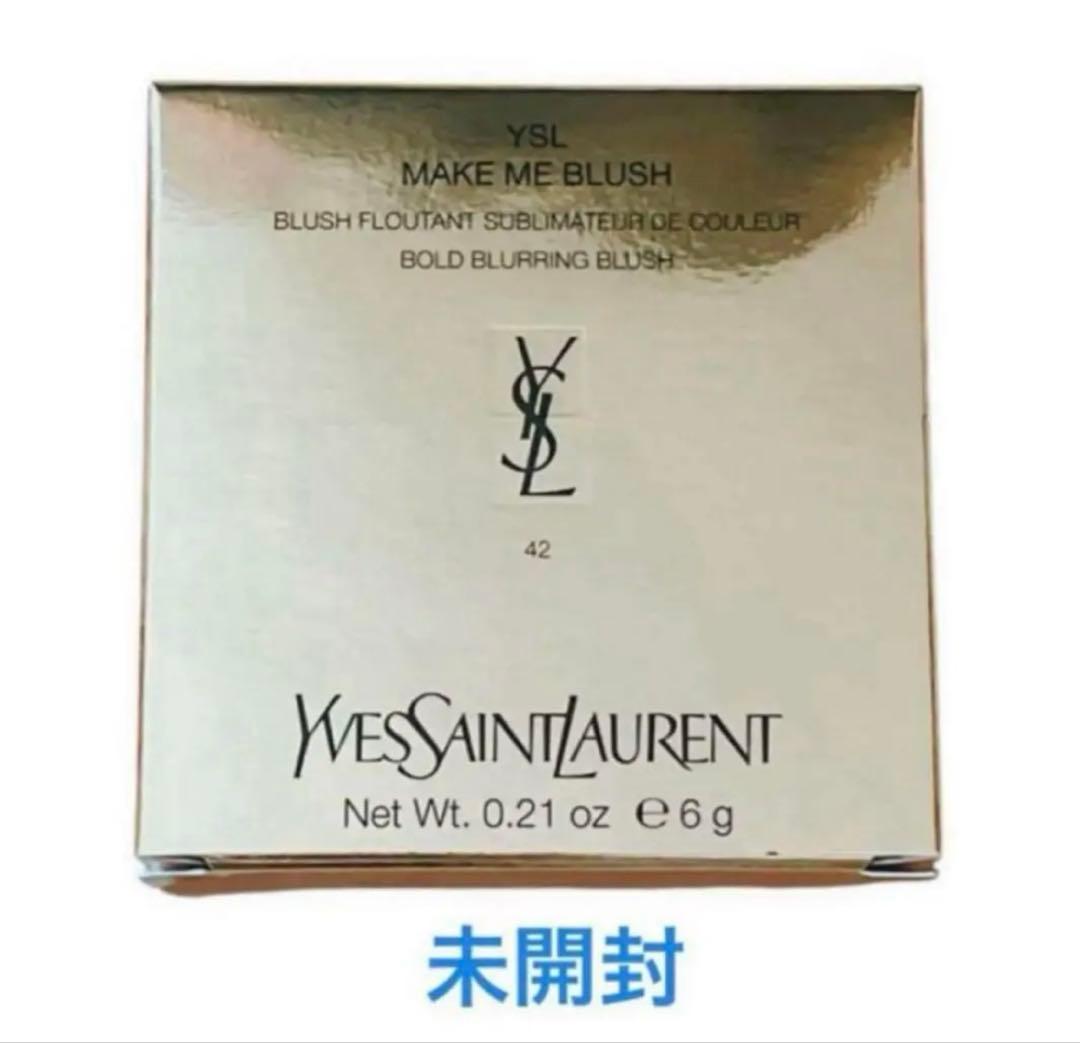 YSL
MAKE ME BLUSH
BLUSH FLOUTANT SUBLIMATEUR DE COULEUR
BOLD BLURRING BLUSH
YSL
42
YVESSAINTLAURENT
Net Wt. 0.21 oz ℮ 6 g
未開封